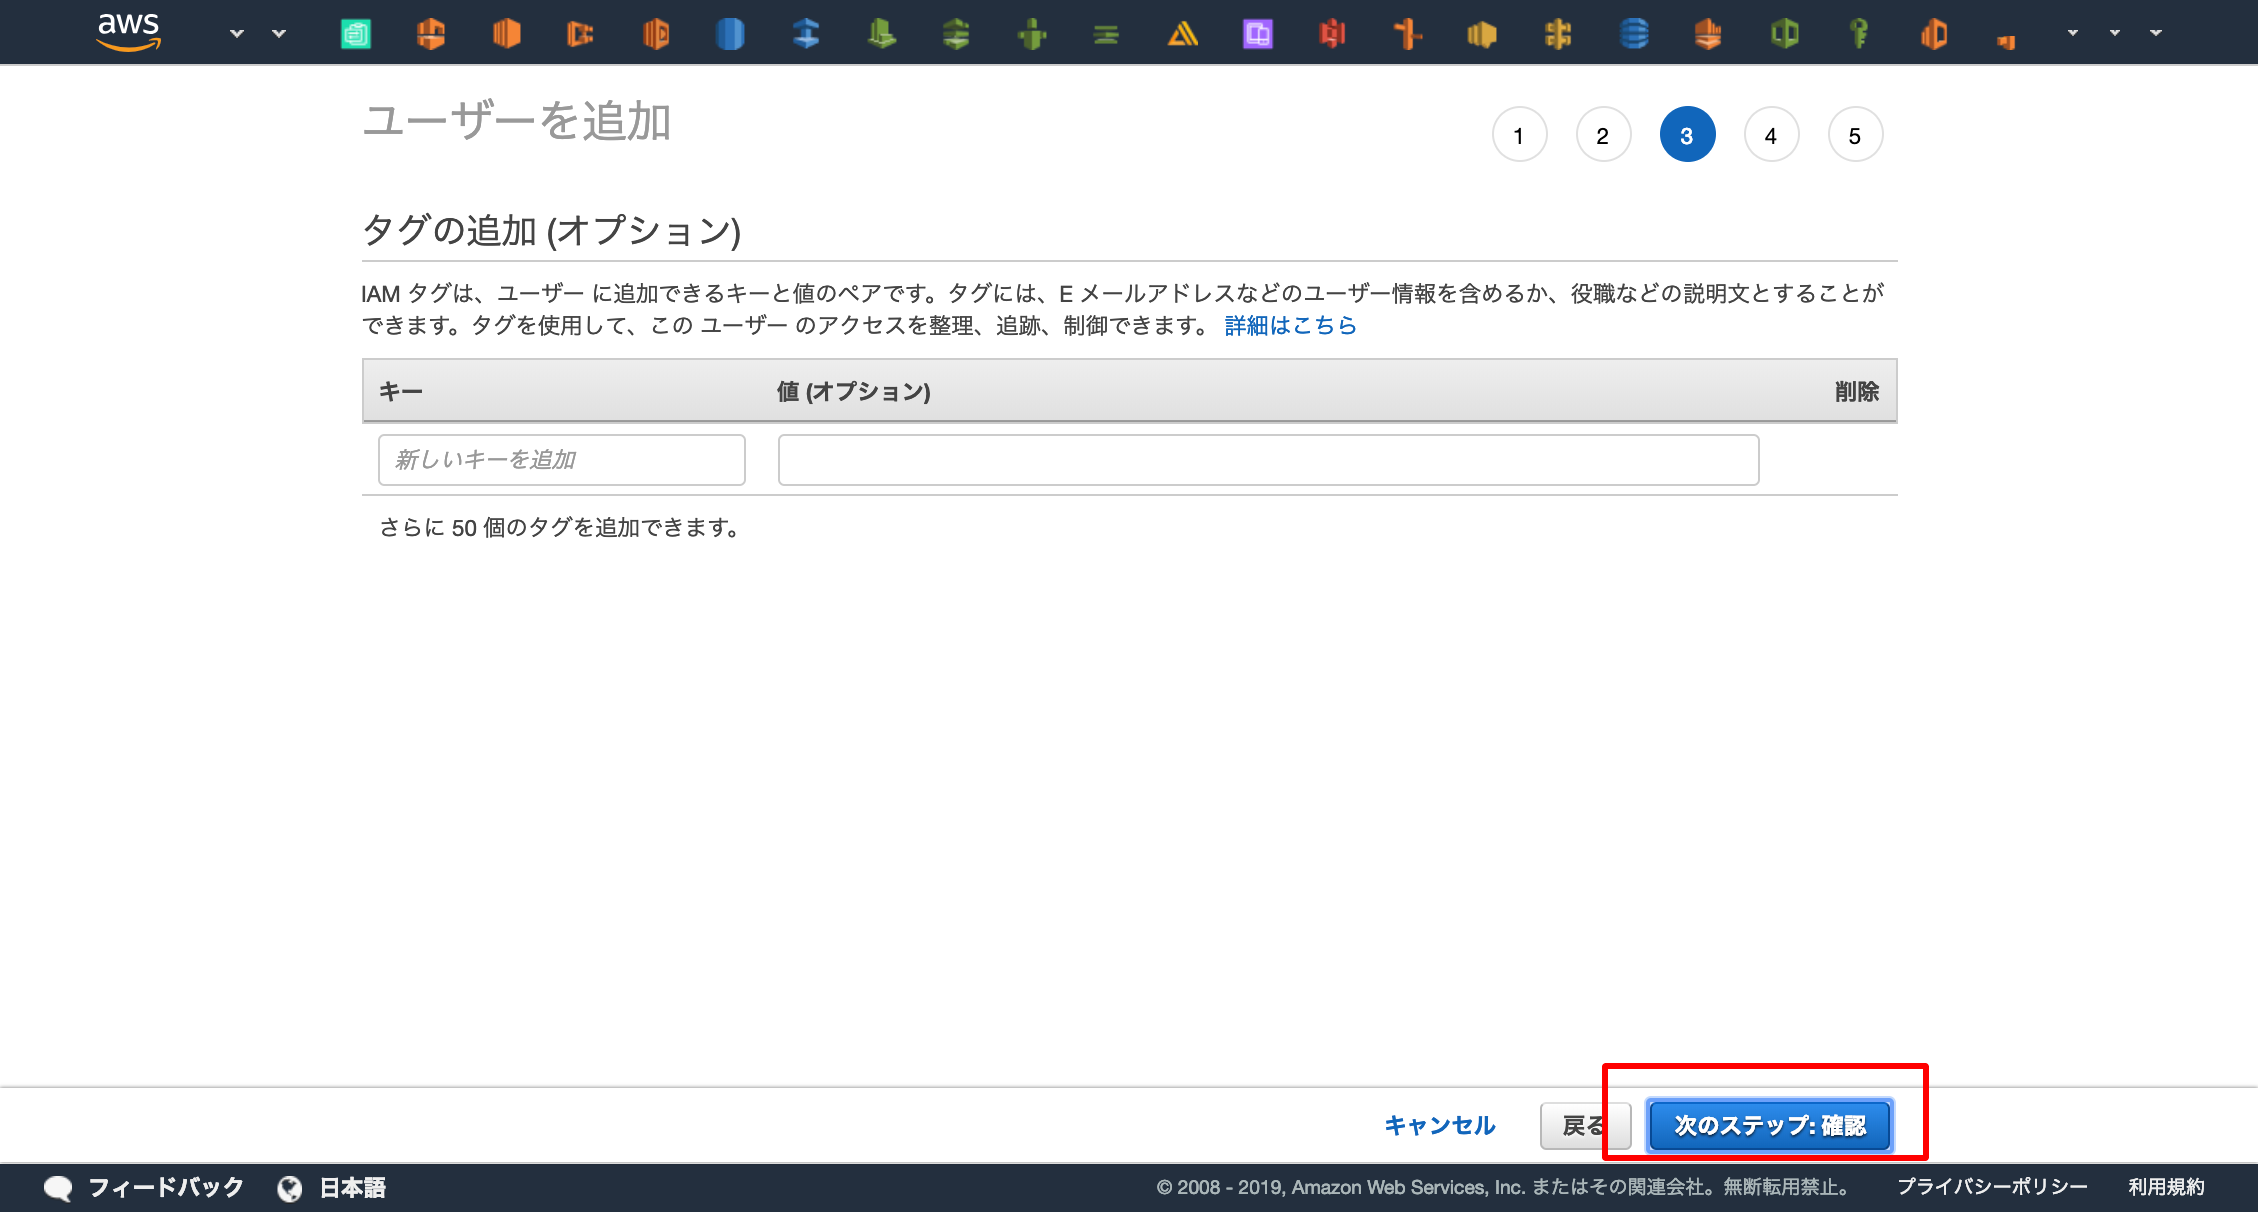 aws
ユーザーを追加
1 2 3 4 5
タグの追加 (オプション)
IAM タグは、ユーザー に追加できるキーと値のペアです。タグには、E メールアドレスなどのユーザー情報を含めるか、役職などの説明文とすることが
できます。タグを使用して、この ユーザー のアクセスを整理、追跡、制御できます。 詳細はこちら
キー 値 (オプション) 削除
新しいキーを追加
さらに 50 個のタグを追加できます。
キャンセル 戻る 次のステップ: 確認
フィードバック 日本語 © 2008 - 2019, Amazon Web Services, Inc. またはその関連会社。無断転用禁止。 プライバシーポリシー 利用規約